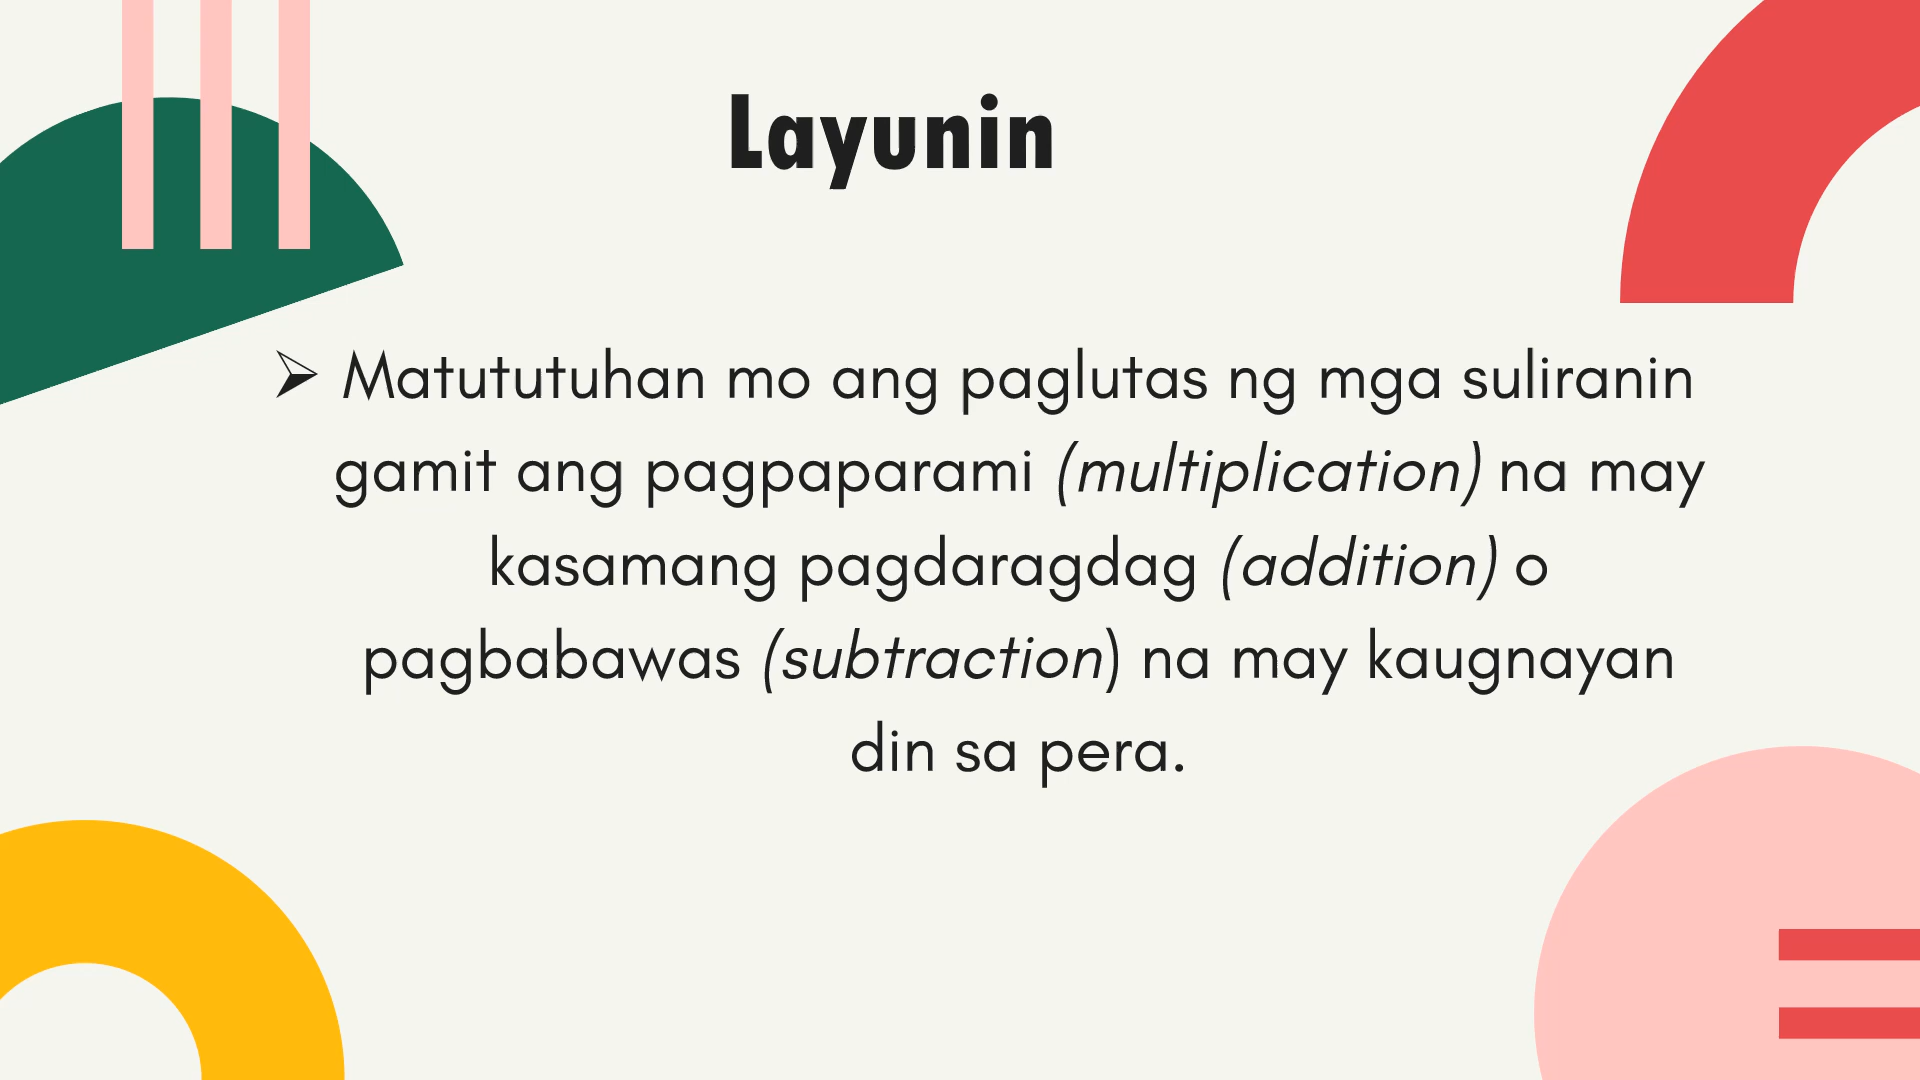 Layunin
➢ Matututuhan mo ang paglutas ng mga suliranin
gamit ang pagpaparami (multiplication) na may
kasamang pagdaragdag (addition) o
pagbabawas (subtraction) na may kaugnayan
din sa pera.